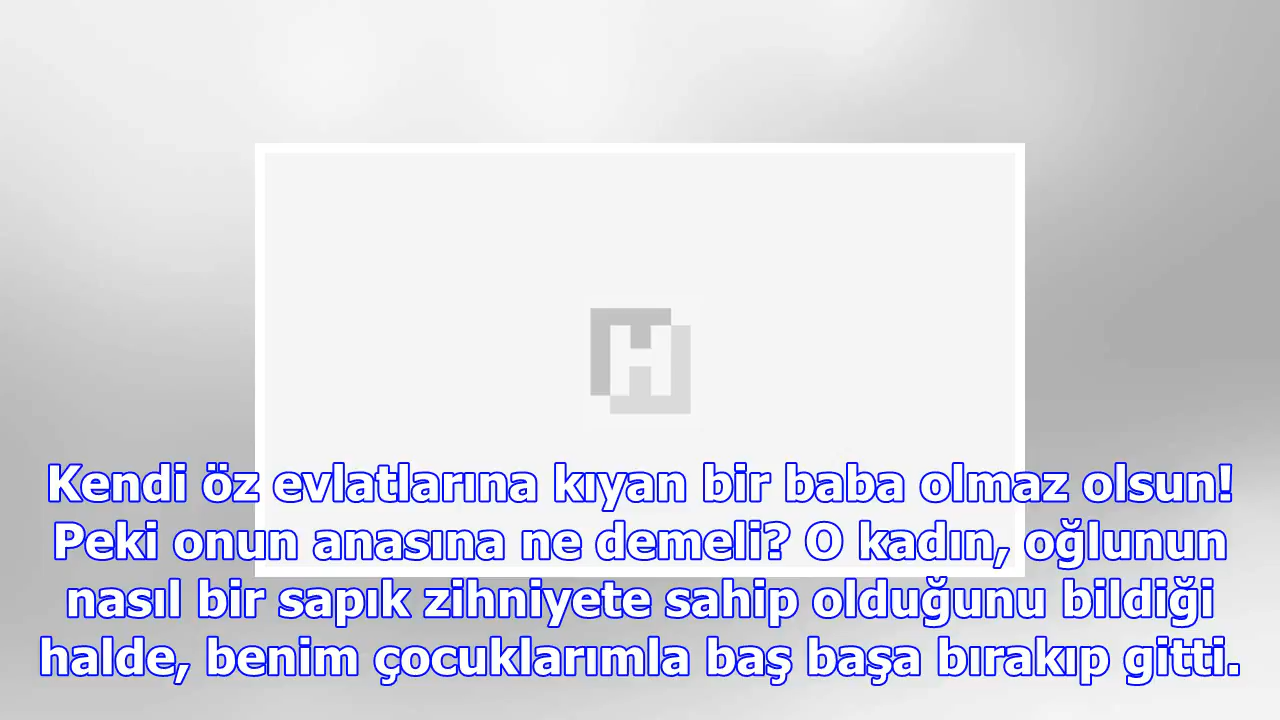 H
Kendi öz evlatlarına kıyan bir baba olmaz olsun!
Peki onun anasına ne demeli? O kadın, oğlunun
nasıl bir sapık zihniyete sahip olduğunu bildiği
halde, benim çocuklarımla baş başa bırakıp gitti.